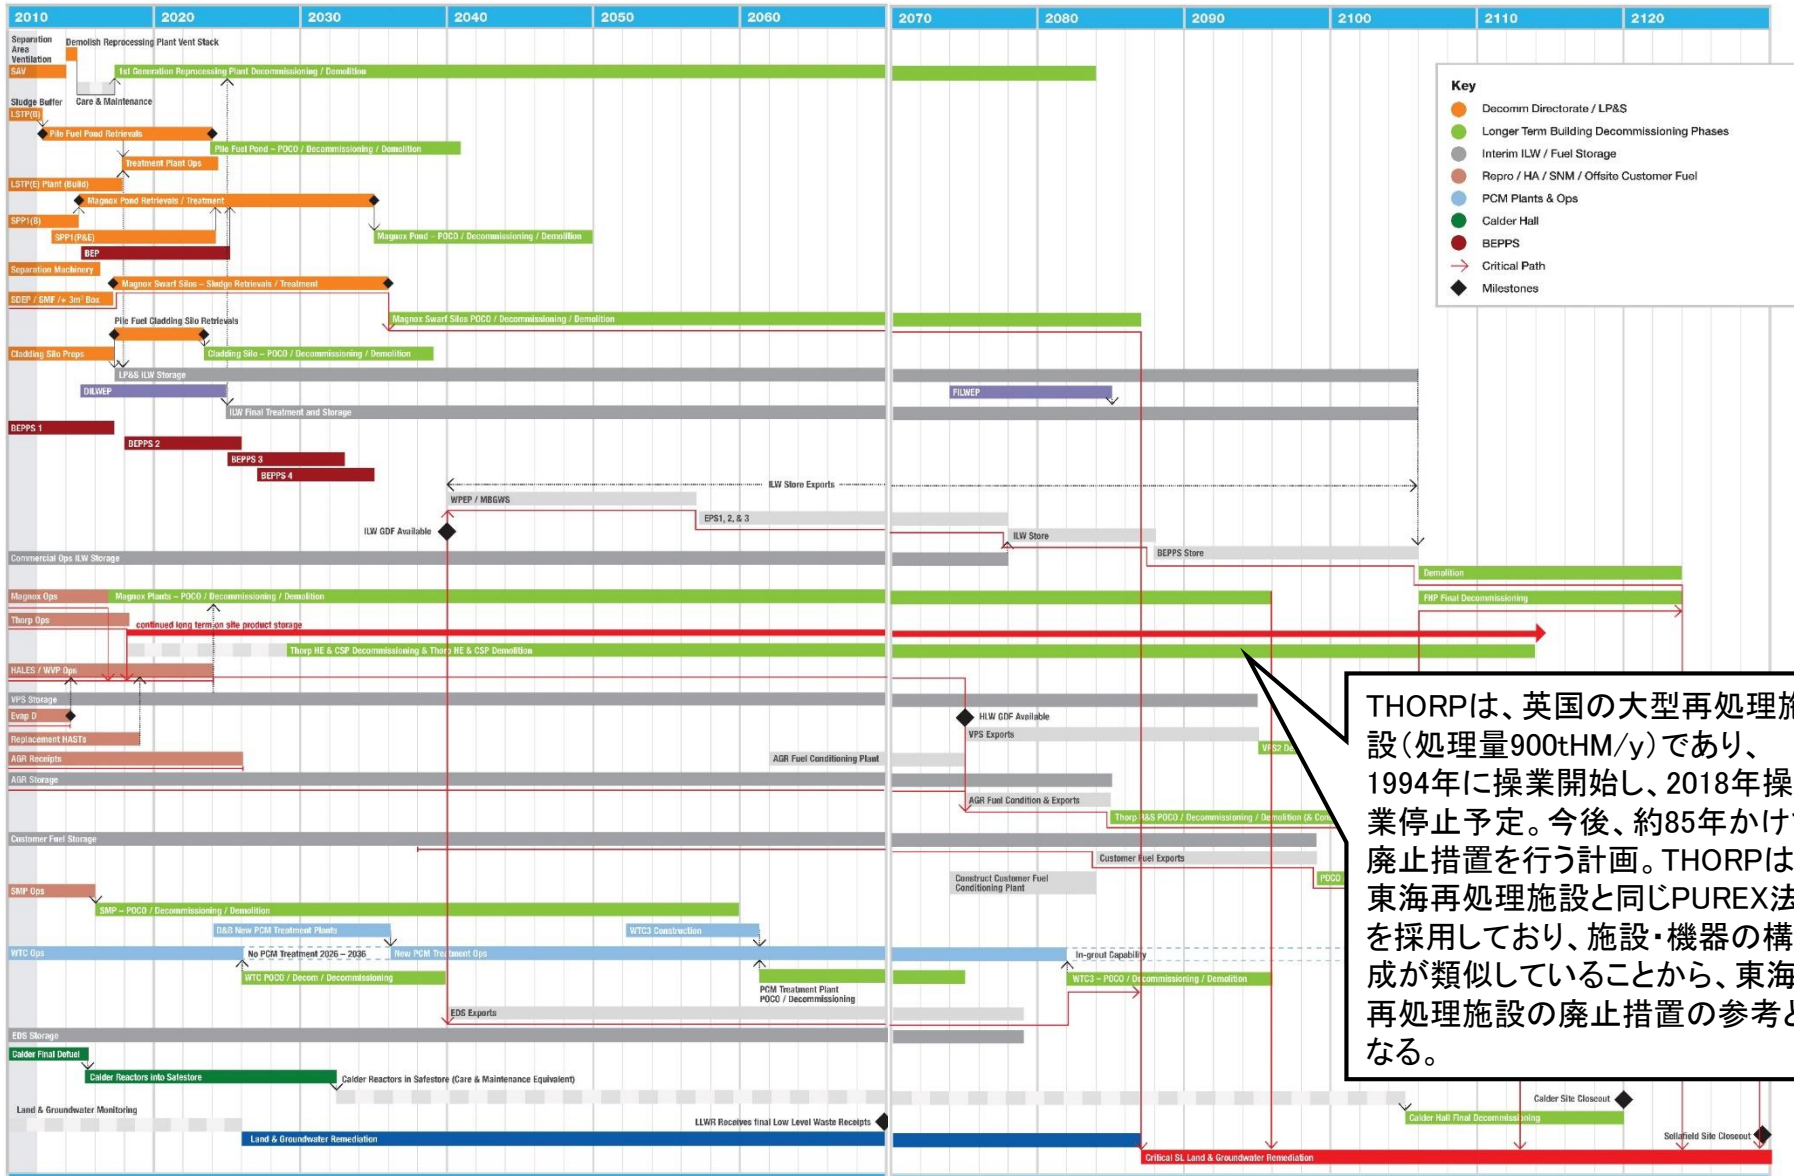 2010 2020 2030 2040 2050 2060 2070 2080 2090 2100 2110 2120
Separation
Area
Ventilation
Demolish Reprocessing Plant Vent Stack
SAV
1st Generation Reprocessing Plant Decommissioning / Demolition
Care & Maintenance
Sludge Buffer
LSTP(B)
Pile Fuel Pond Retrievals
Pile Fuel Pond – POCO / Decommissioning / Demolition
Treatment Plant Ops
LSTP(E) Plant (Build)
Magnox Pond Retrievals / Treatment
SPP1(B)
SPP1(P&E)
Magnox Pond – POCO / Decommissioning / Demolition
BEP
Separation Machinery
Magnox Swarf Silos – Sludge Retrievals / Treatment
SDEP / SMF /+ 3m³ Box
Magnox Swarf Silos POCO / Decommissioning / Demolition
Pile Fuel Cladding Silo Retrievals
Cladding Silo Preps
Cladding Silo – POCO / Decommissioning / Demolition
LP&S ILW Storage
DILWEP
FILWEP
ILW Final Treatment and Storage
BEPPS 1
BEPPS 2
BEPPS 3
BEPPS 4
ILW Store Exports
WPEP / MBGWS
EPS1, 2, & 3
ILW GDF Available
ILW Store
BEPPS Store
Commercial Ops ILW Storage
Demolition
Magnox Ops
Magnox Plants – POCO / Decommissioning / Demolition
FHP Final Decommissioning
Thorp Ops
continued long term on site product storage
Thorp HE & CSP Decommissioning & Thorp HE & CSP Demolition
HALES / WVP Ops
VPS Storage
Evap D
HLW GDF Available
Replacement HASTs
VPS Exports
VPS2 De
AGR Receipts
AGR Fuel Conditioning Plant
AGR Storage
AGR Fuel Condition & Exports
Thorp R&S POCO / Decommissioning / Demolition (& Con
Customer Fuel Storage
Customer Fuel Exports
Construct Customer Fuel
Conditioning Plant
POCO
SMP Ops
SMP – POCO / Decommissioning / Demolition
D&B New PCM Treatment Plants
WTC3 Construction
WTC Ops
No PCM Treatment 2026 – 2036
New PCM Treatment Ops
In-grout Capability
WTC POCO / Decom / Decommissioning
PCM Treatment Plant
POCO / Decommissioning
WTC3 – POCO / Decommissioning / Demolition
EDS Exports
EDS Storage
Calder Final Defuel
Calder Reactors into Safestore
Calder Reactors in Safestore (Care & Maintenance Equivalent)
Calder Site Closeout
Land & Groundwater Monitoring
LLWR Receives final Low Level Waste Receipts
Calder Hall Final Decommissioning
Land & Groundwater Remediation
Sellafield Site Closeout
Critical SL Land & Groundwater Remediation
Key
Decomm Directorate / LP&S
Longer Term Building Decommissioning Phases
Interim ILW / Fuel Storage
Repro / HA / SNM / Offsite Customer Fuel
PCM Plants & Ops
Calder Hall
BEPPS
Critical Path
Milestones
THORPは、英国の大型再処理施
設（処理量900tHM/y）であり、
1994年に操業開始し、2018年操
業停止予定。今後、約85年かけて
廃止措置を行う計画。THORPは
東海再処理施設と同じPUREX法
を採用しており、施設・機器の構
成が類似していることから、東海
再処理施設の廃止措置の参考と
なる。